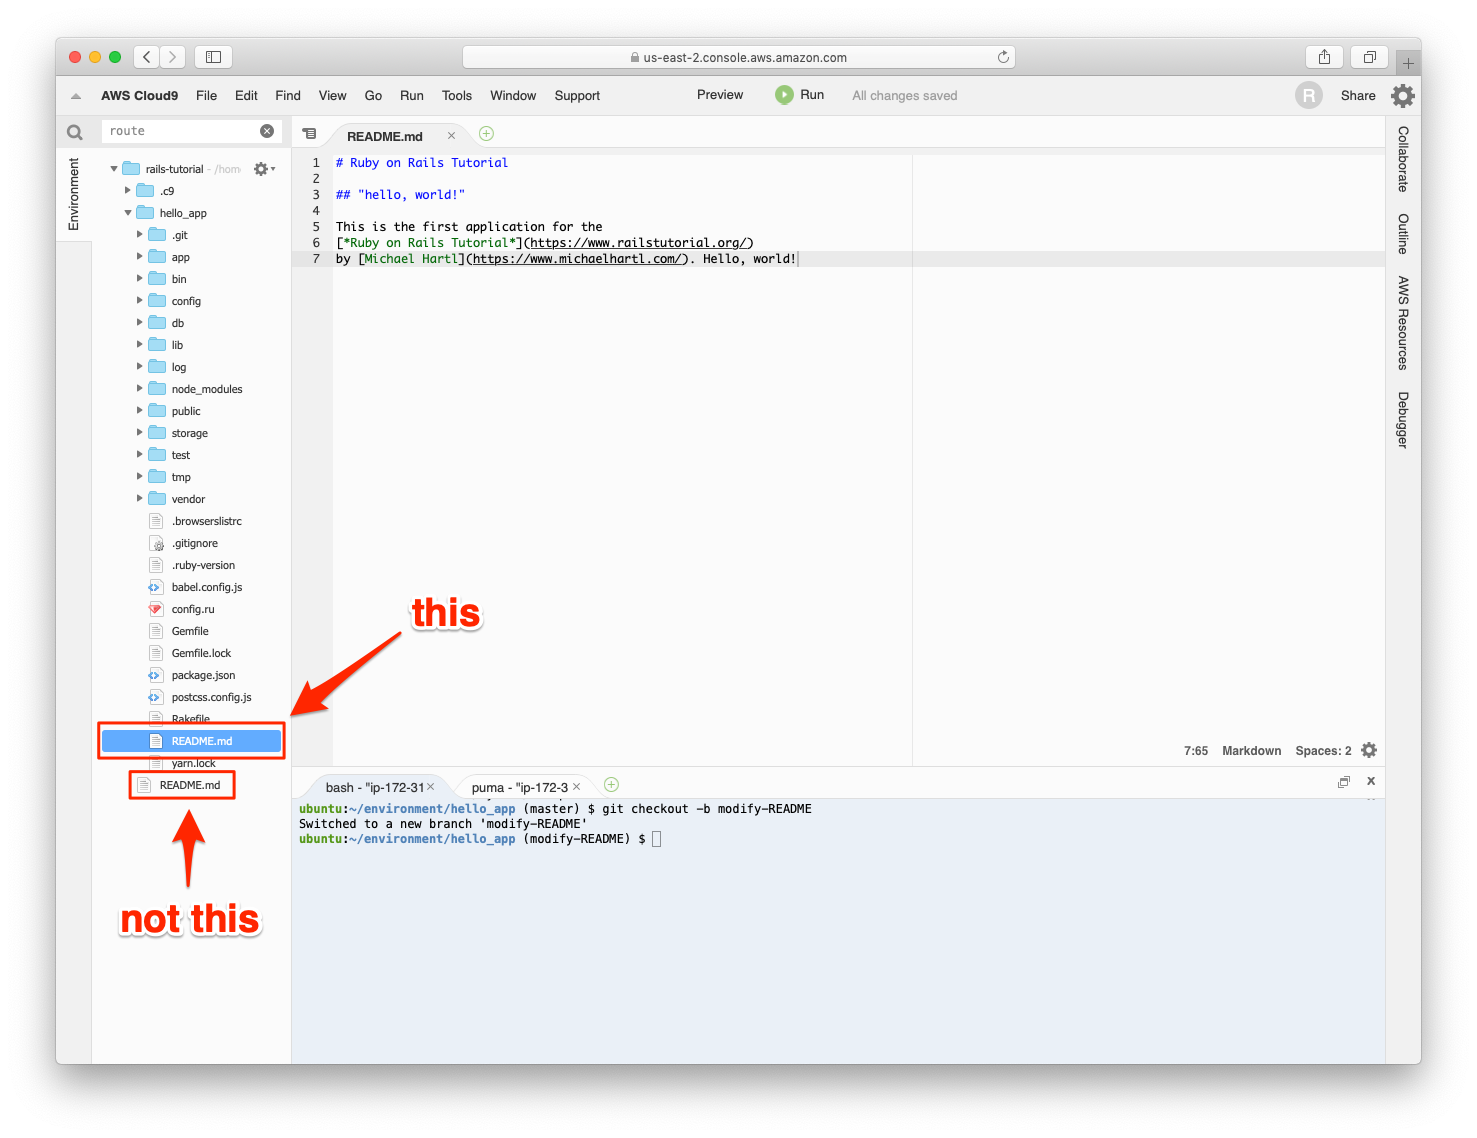 us-east-2.console.aws.amazon.com
AWS Cloud9 File Edit Find View Go Run Tools Window Support Preview Run All changes saved R Share
route
README.md
Environment
rails-tutorial - /hom
.c9
hello_app
.git
app
bin
config
db
lib
log
node_modules
public
storage
test
tmp
vendor
.browserslistrc
.gitignore
.ruby-version
babel.config.js
config.ru
Gemfile
Gemfile.lock
package.json
postcss.config.js
Rakefile
README.md
yarn.lock
README.md
this
not this
1 # Ruby on Rails Tutorial
2
3 ## "hello, world!"
4
5 This is the first application for the
6 [*Ruby on Rails Tutorial*](https://www.railstutorial.org/)
7 by [Michael Hartl](https://www.michaelhartl.com/). Hello, world!
7:65 Markdown Spaces: 2
Collaborate
Outline
AWS Resources
Debugger
bash - "ip-172-31 puma - "ip-172-3
ubuntu:~/environment/hello_app (master) $ git checkout -b modify-README
Switched to a new branch 'modify-README'
ubuntu:~/environment/hello_app (modify-README) $